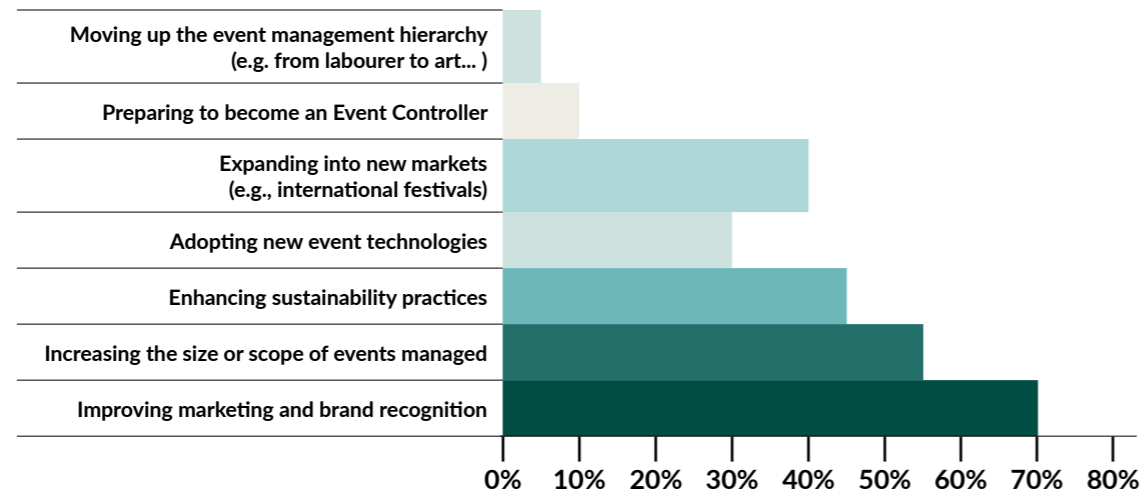 Moving up the event management hierarchy
(e.g. from labourer to art... )
Preparing to become an Event Controller
Expanding into new markets
(e.g., international festivals)
Adopting new event technologies
Enhancing sustainability practices
Increasing the size or scope of events managed
Improving marketing and brand recognition
0% 10% 20% 30% 40% 50% 60% 70% 80%